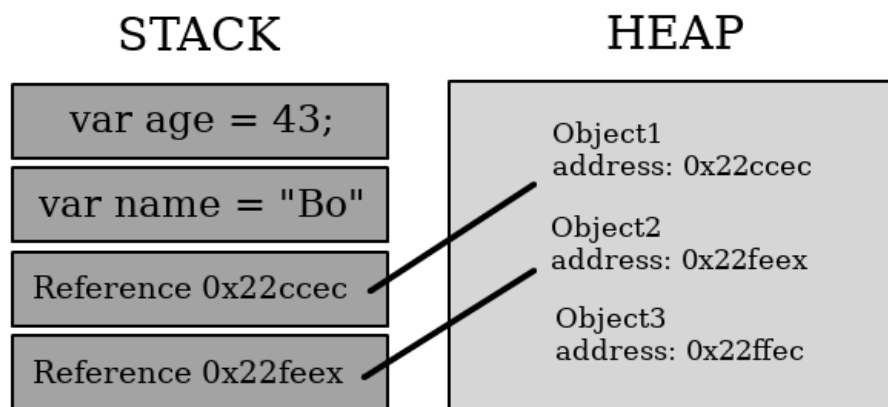 STACK
var age = 43;
var name = "Bo"
Reference 0x22ccec
Reference 0x22feex
HEAP
Object1
address: 0x22ccec
Object2
address: 0x22feex
Object3
address: 0x22ffec